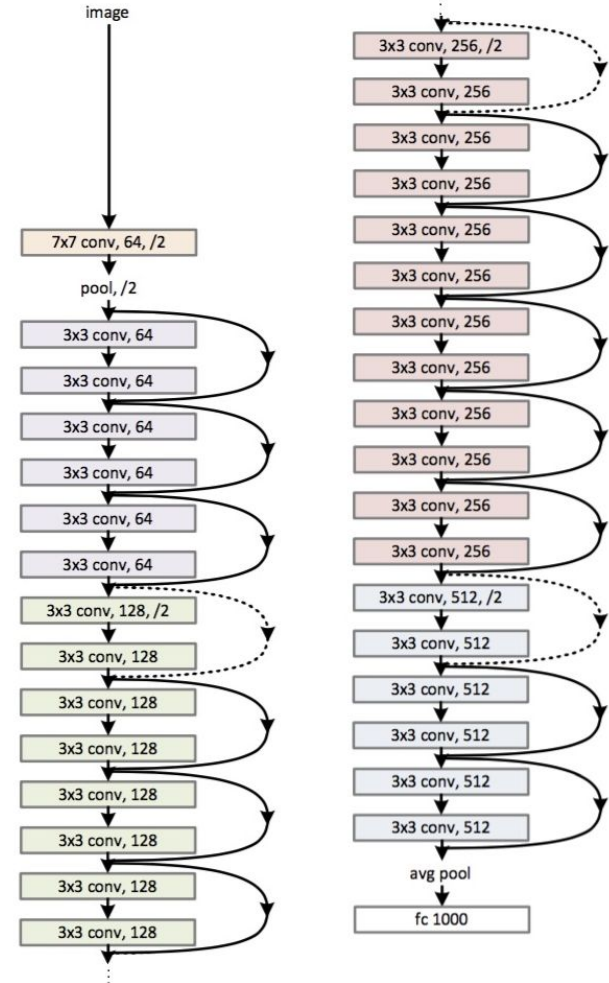 image
7x7 conv, 64, /2
pool, /2
3x3 conv, 64
3x3 conv, 64
3x3 conv, 64
3x3 conv, 64
3x3 conv, 64
3x3 conv, 64
3x3 conv, 128, /2
3x3 conv, 128
3x3 conv, 128
3x3 conv, 128
3x3 conv, 128
3x3 conv, 128
3x3 conv, 128
3x3 conv, 128
3x3 conv, 256, /2
3x3 conv, 256
3x3 conv, 256
3x3 conv, 256
3x3 conv, 256
3x3 conv, 256
3x3 conv, 256
3x3 conv, 256
3x3 conv, 256
3x3 conv, 256
3x3 conv, 256
3x3 conv, 256
3x3 conv, 512, /2
3x3 conv, 512
3x3 conv, 512
3x3 conv, 512
3x3 conv, 512
3x3 conv, 512
avg pool
fc 1000